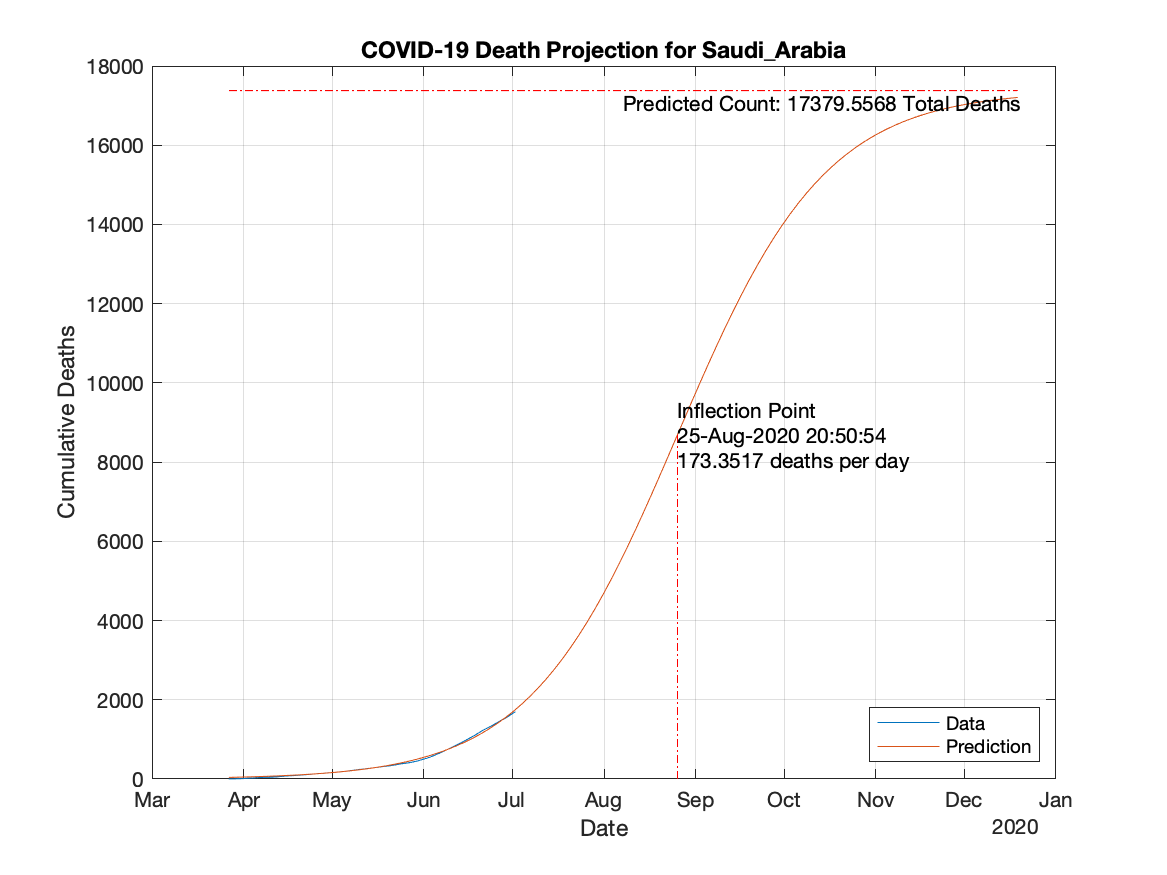 COVID-19 Death Projection for Saudi_Arabia
18000
16000
14000
12000
10000
8000
6000
4000
2000
0
Cumulative Deaths
Predicted Count: 17379.5568 Total Deaths
Inflection Point
25-Aug-2020 20:50:54
173.3517 deaths per day
Data
Prediction
Mar Apr May Jun Jul Aug Sep Oct Nov Dec Jan
Date
2020